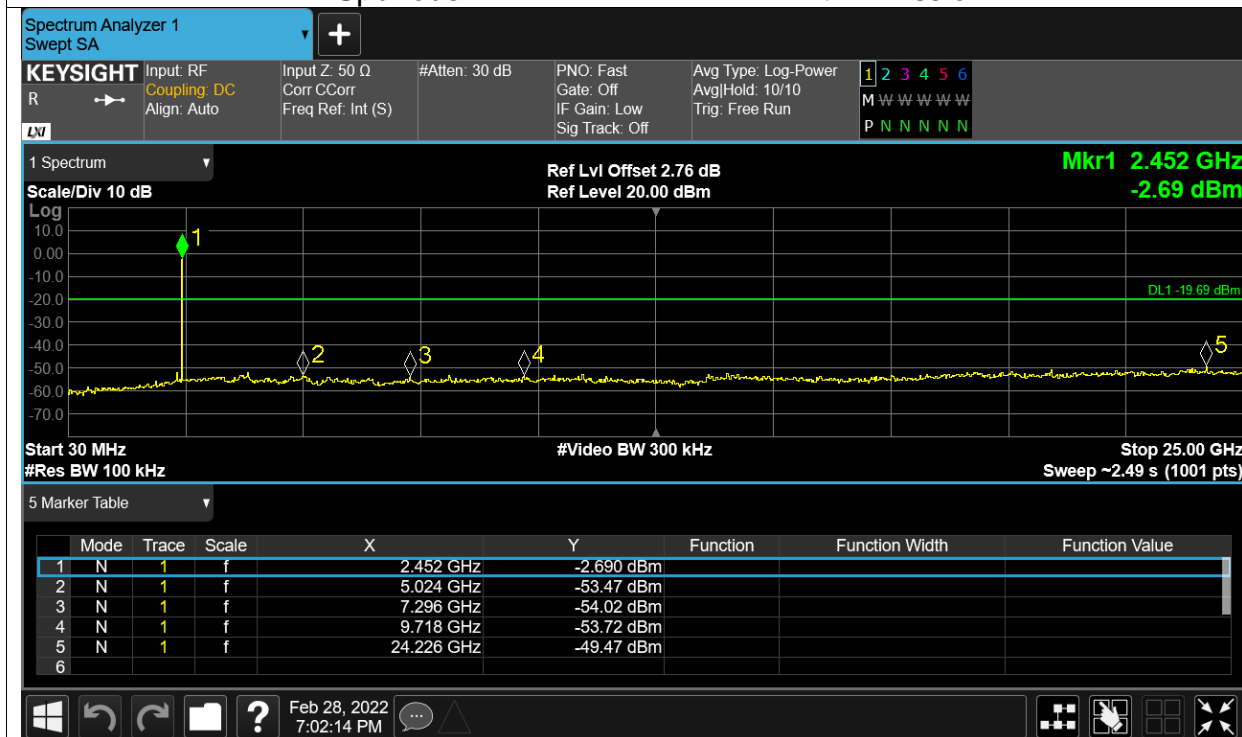 Spectrum Analyzer 1
Swept SA
KEYSIGHT Input: RF Input Z: 50 Ω #Atten: 30 dB PNO: Fast Avg Type: Log-Power 1 2 3 4 5 6
R Coupling: DC Corr CCorr Gate: Off Avg|Hold: 10/10 M W W W W W W
Align: Auto Freq Ref: Int (S) IF Gain: Low Trig: Free Run
LXI Sig Track: Off P N N N N N N
1 Spectrum Ref Lvl Offset 2.76 dB Mkr1 2.452 GHz
Scale/Div 10 dB Ref Level 20.00 dBm -2.69 dBm
Log
10.0 1
0.00
-10.0
DL1 -19.69 dBm
-20.0
-30.0
-40.0
2 3 4 5
-50.0
-60.0
-70.0
Start 30 MHz #Video BW 300 kHz Stop 25.00 GHz
#Res BW 100 kHz Sweep ~2.49 s (1001 pts)
5 Marker Table
Mode Trace Scale X Y Function Function Width Function Value
1 N 1 f 2.452 GHz -2.690 dBm
2 N 1 f 5.024 GHz -53.47 dBm
3 N 1 f 7.296 GHz -54.02 dBm
4 N 1 f 9.718 GHz -53.72 dBm
5 N 1 f 24.226 GHz -49.47 dBm
6
? Feb 28, 2022
7:02:14 PM